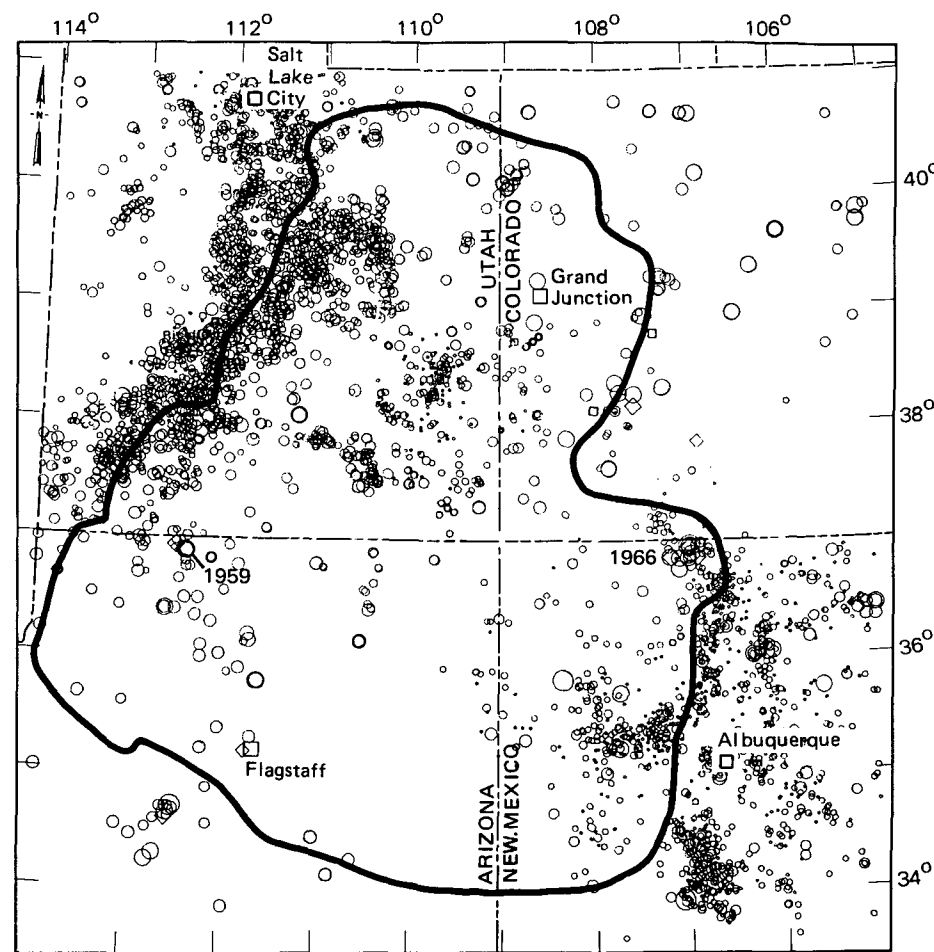 114° 112° 110° 108° 106°
Salt
Lake
City
N
40°
UTAH
COLORADO
Grand
Junction
38°
1959
1966
36°
Albuquerque
Flagstaff
ARIZONA
NEW MEXICO
34°